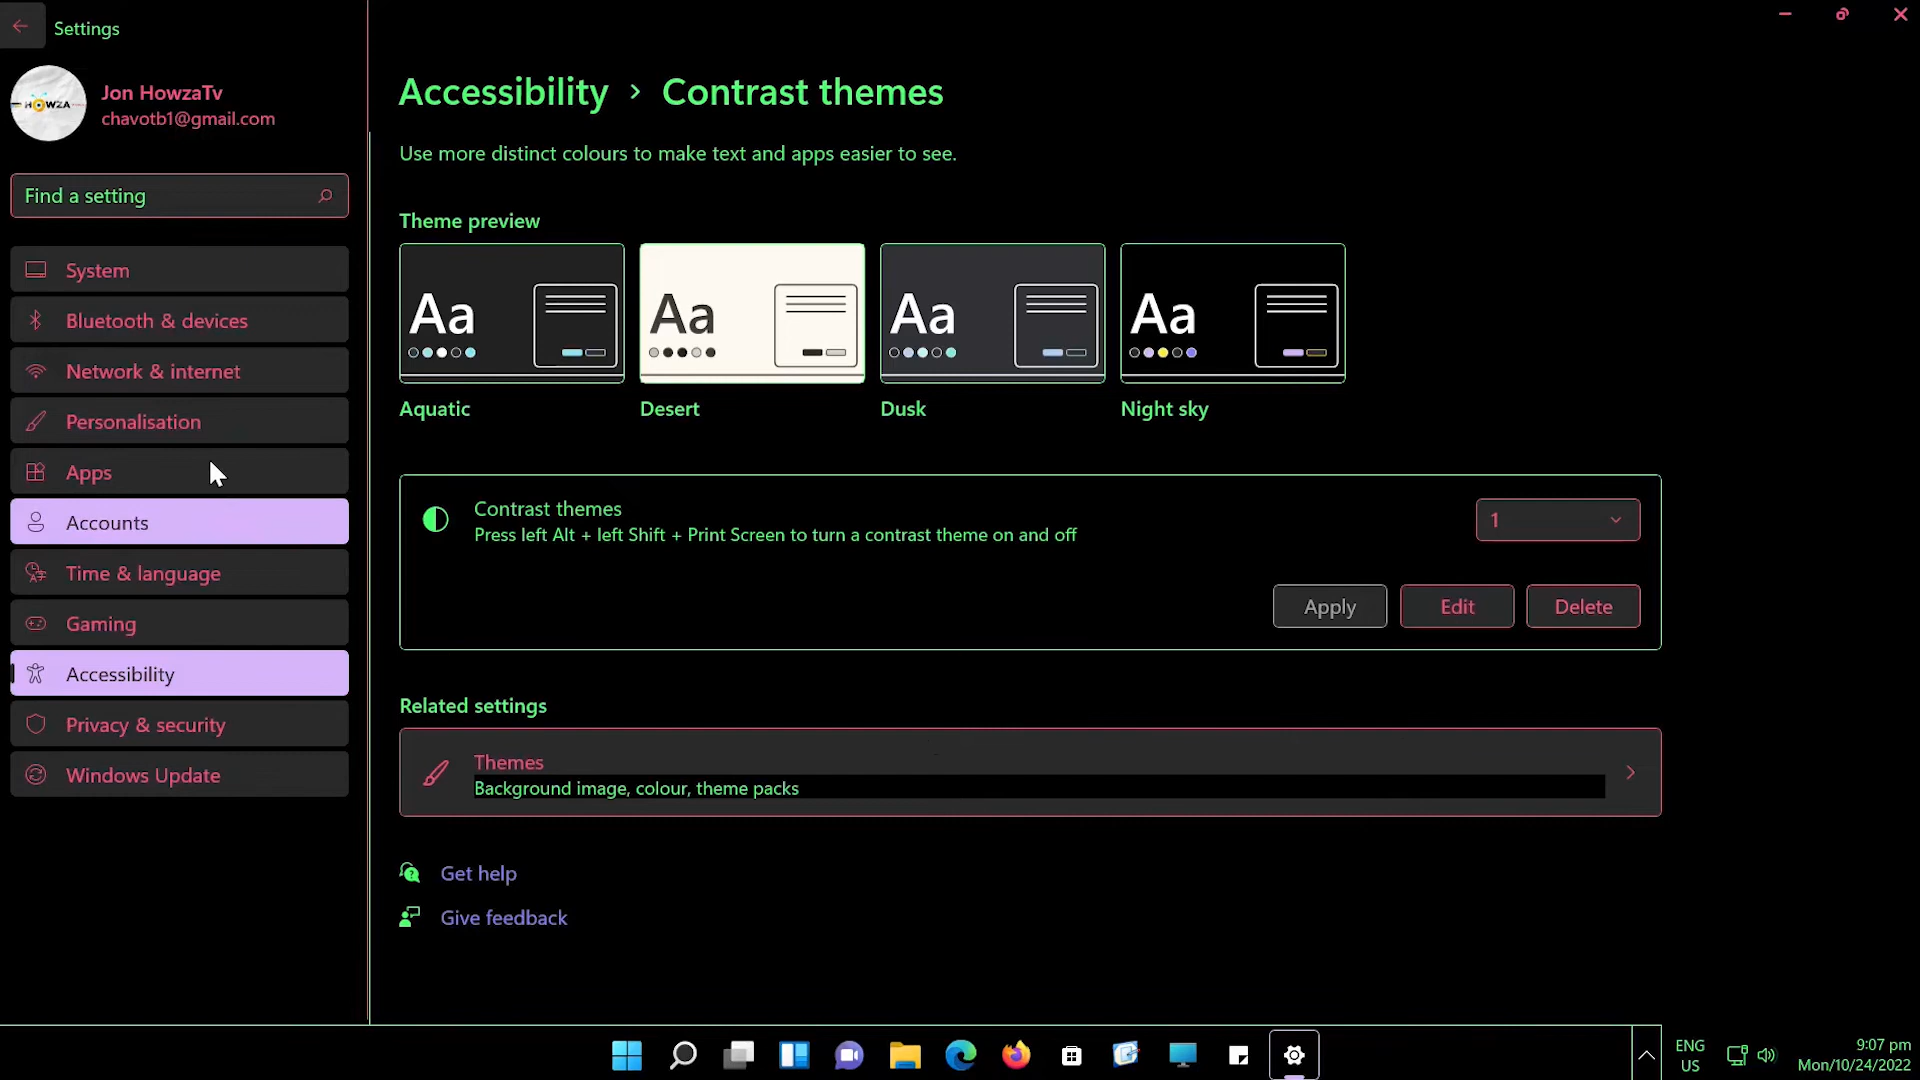 Settings
HOWZA
Jon HowzaTv
chavotb1@gmail.com
Find a setting
System
Bluetooth & devices
Network & internet
Personalisation
Apps
Accounts
Time & language
Gaming
Accessibility
Privacy & security
Windows Update
Accessibility > Contrast themes
Use more distinct colours to make text and apps easier to see.
Theme preview
Aa Aa Aa Aa
Aquatic Desert Dusk Night sky
Contrast themes
Press left Alt + left Shift + Print Screen to turn a contrast theme on and off
1
Apply Edit Delete
Related settings
Themes
Background image, colour, theme packs
Get help
Give feedback
ENG
US
9:07 pm
Mon/10/24/2022